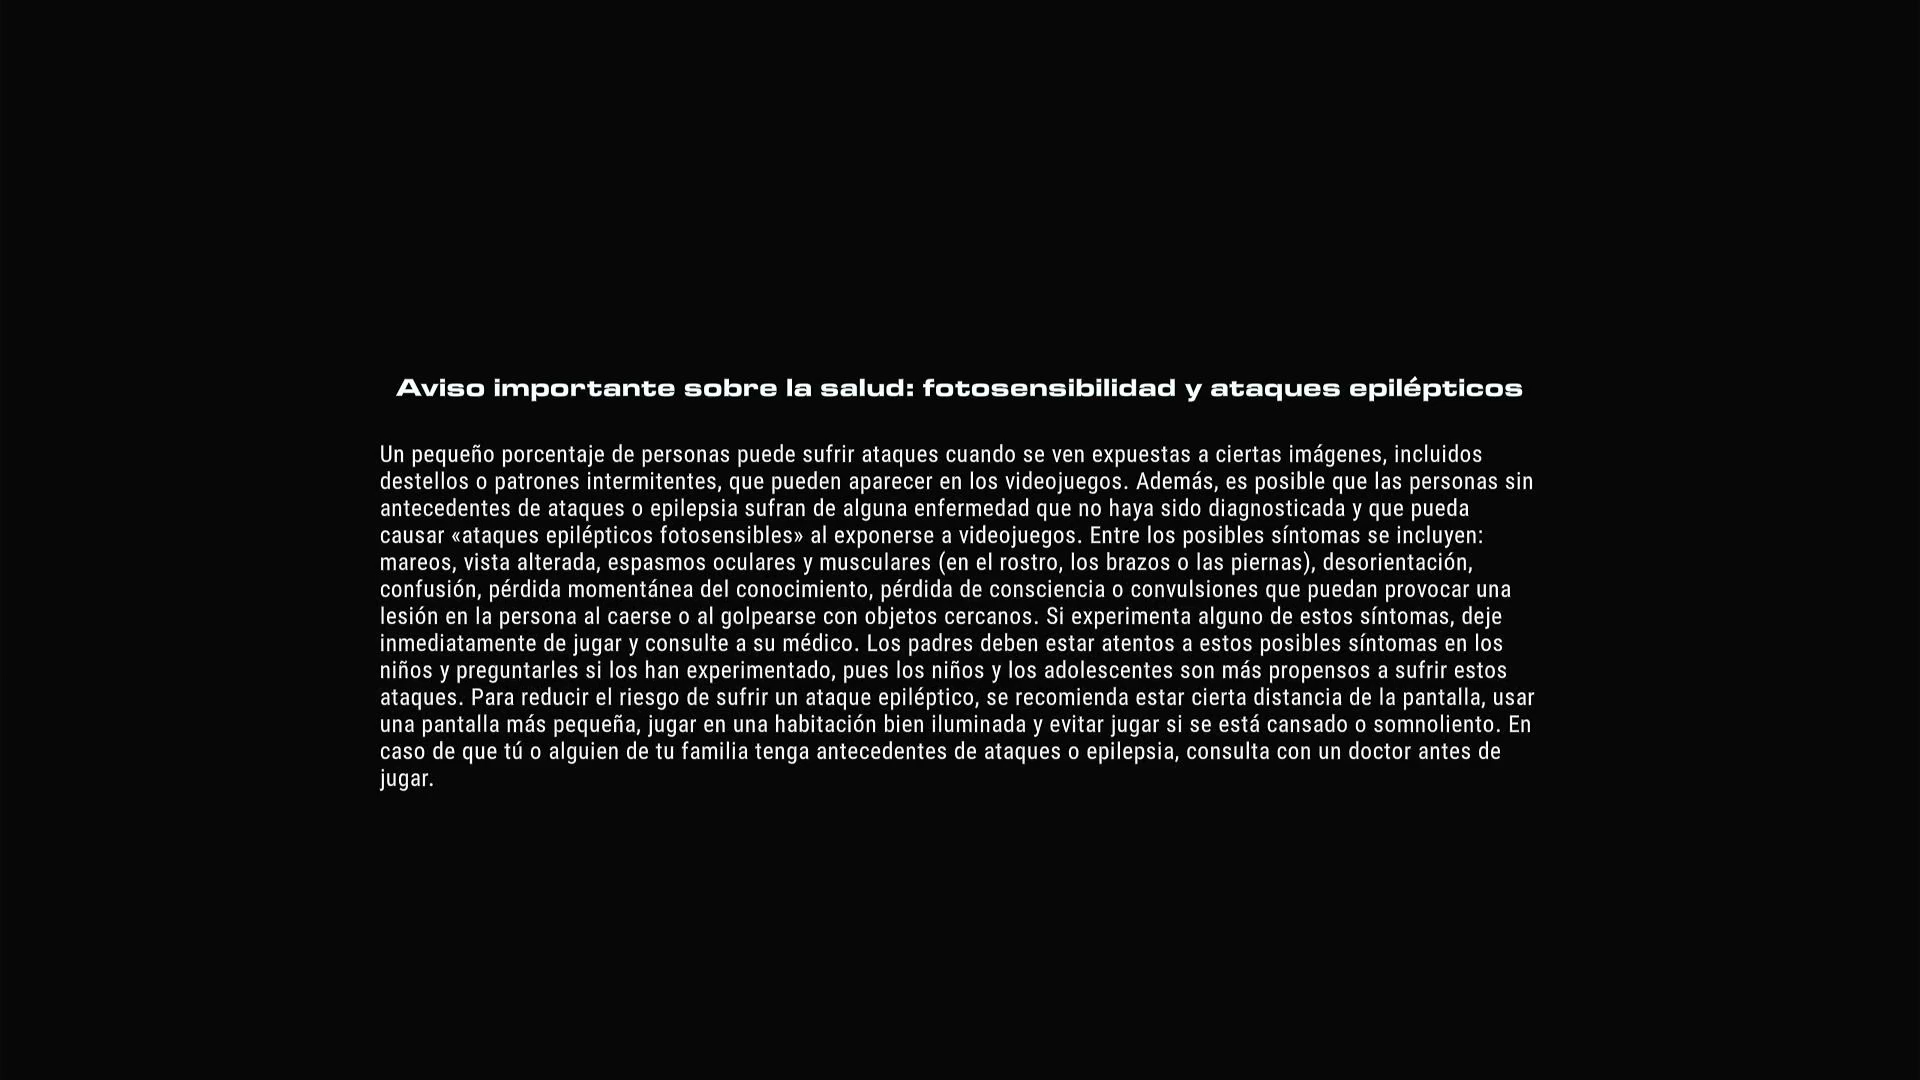 Aviso importante sobre la salud: fotosensibilidad y ataques epilépticos
Un pequeño porcentaje de personas puede sufrir ataques cuando se ven expuestas a ciertas imágenes, incluidos
destellos o patrones intermitentes, que pueden aparecer en los videojuegos. Además, es posible que las personas sin
antecedentes de ataques o epilepsia sufran de alguna enfermedad que no haya sido diagnosticada y que pueda
causar «ataques epilépticos fotosensibles» al exponerse a videojuegos. Entre los posibles síntomas se incluyen:
mareos, vista alterada, espasmos oculares y musculares (en el rostro, los brazos o las piernas), desorientación,
confusión, pérdida momentánea del conocimiento, pérdida de consciencia o convulsiones que puedan provocar una
lesión en la persona al caerse o al golpearse con objetos cercanos. Si experimenta alguno de estos síntomas, deje
inmediatamente de jugar y consulte a su médico. Los padres deben estar atentos a estos posibles síntomas en los
niños y preguntarles si los han experimentado, pues los niños y los adolescentes son más propensos a sufrir estos
ataques. Para reducir el riesgo de sufrir un ataque epiléptico, se recomienda estar cierta distancia de la pantalla, usar
una pantalla más pequeña, jugar en una habitación bien iluminada y evitar jugar si se está cansado o somnoliento. En
caso de que tú o alguien de tu familia tenga antecedentes de ataques o epilepsia, consulta con un doctor antes de
jugar.